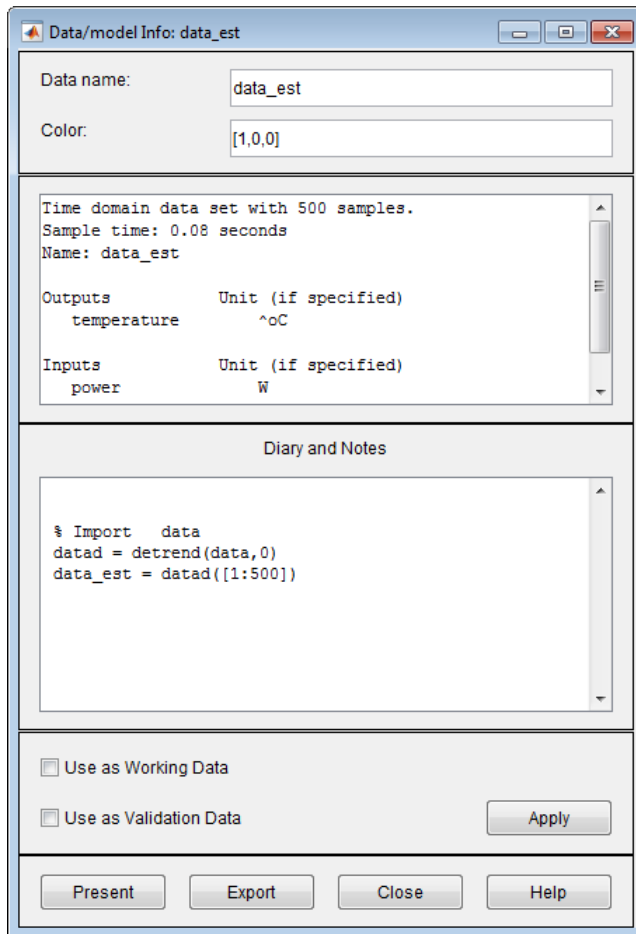 Data/model Info: data_est
Data name:
data_est
Color:
[1,0,0]
Time domain data set with 500 samples.
Sample time: 0.08 seconds
Name: data_est
Outputs Unit (if specified)
temperature ^oC
Inputs Unit (if specified)
power W
Diary and Notes
% Import data
datad = detrend(data,0)
data_est = datad([1:500])
Use as Working Data
Use as Validation Data
Apply
Present Export Close Help